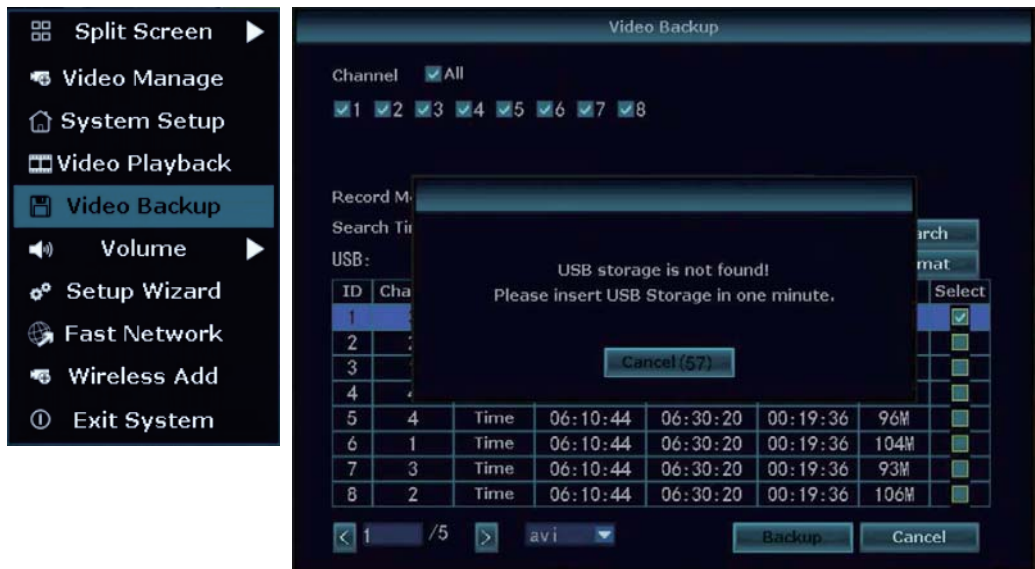 Split Screen
Video Manage
System Setup
Video Playback
Video Backup
Volume
Setup Wizard
Fast Network
Wireless Add
Exit System
Video Backup
Channel All
1 2 3 4 5 6 7 8
Record M
Search Ti
arch
USB:
mat
USB storage is not found!
Please insert USB Storage in one minute.
Cancel(57)
ID Cha Select
1
2
3
4
5 4 Time 06:10:44 06:30:20 00:19:36 96M
6 1 Time 06:10:44 06:30:20 00:19:36 104M
7 3 Time 06:10:44 06:30:20 00:19:36 93M
8 2 Time 06:10:44 06:30:20 00:19:36 106M
< 1 /5 > avi Backup Cancel